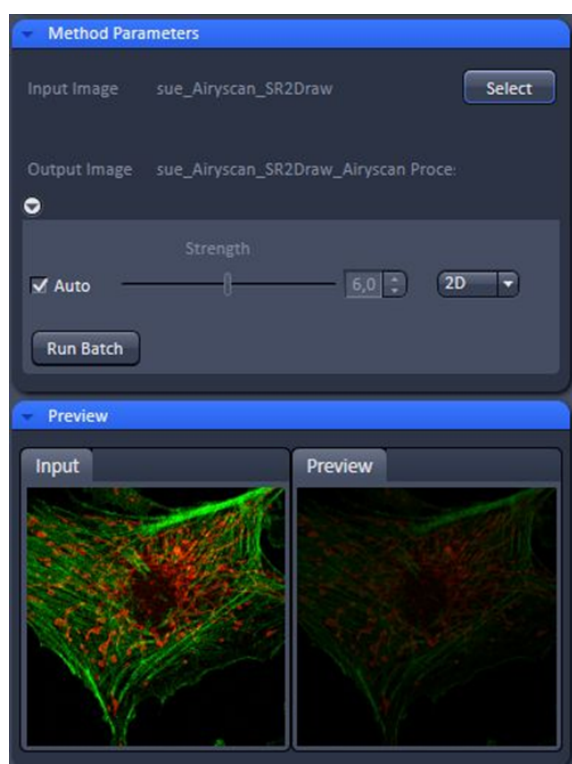 Method Parameters
Input Image sue_Airyscan_SR2Draw Select
Output Image sue_Airyscan_SR2Draw_Airyscan Proce
Strength
Auto 6,0 2D
Run Batch
Preview
Input Preview